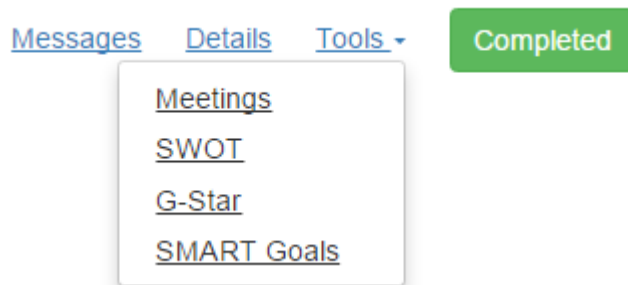 Messages Details Tools Completed
Meetings
SWOT
G-Star
SMART Goals